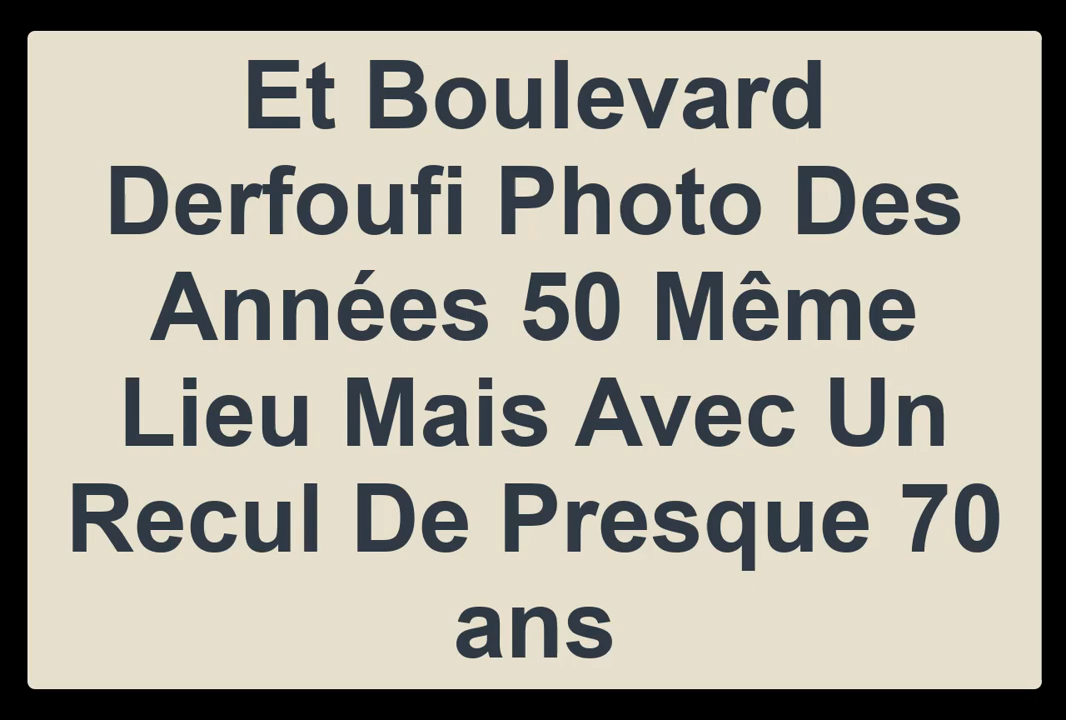 Et Boulevard
Derfoufi Photo Des
Années 50 Même
Lieu Mais Avec Un
Recul De Presque 70
ans